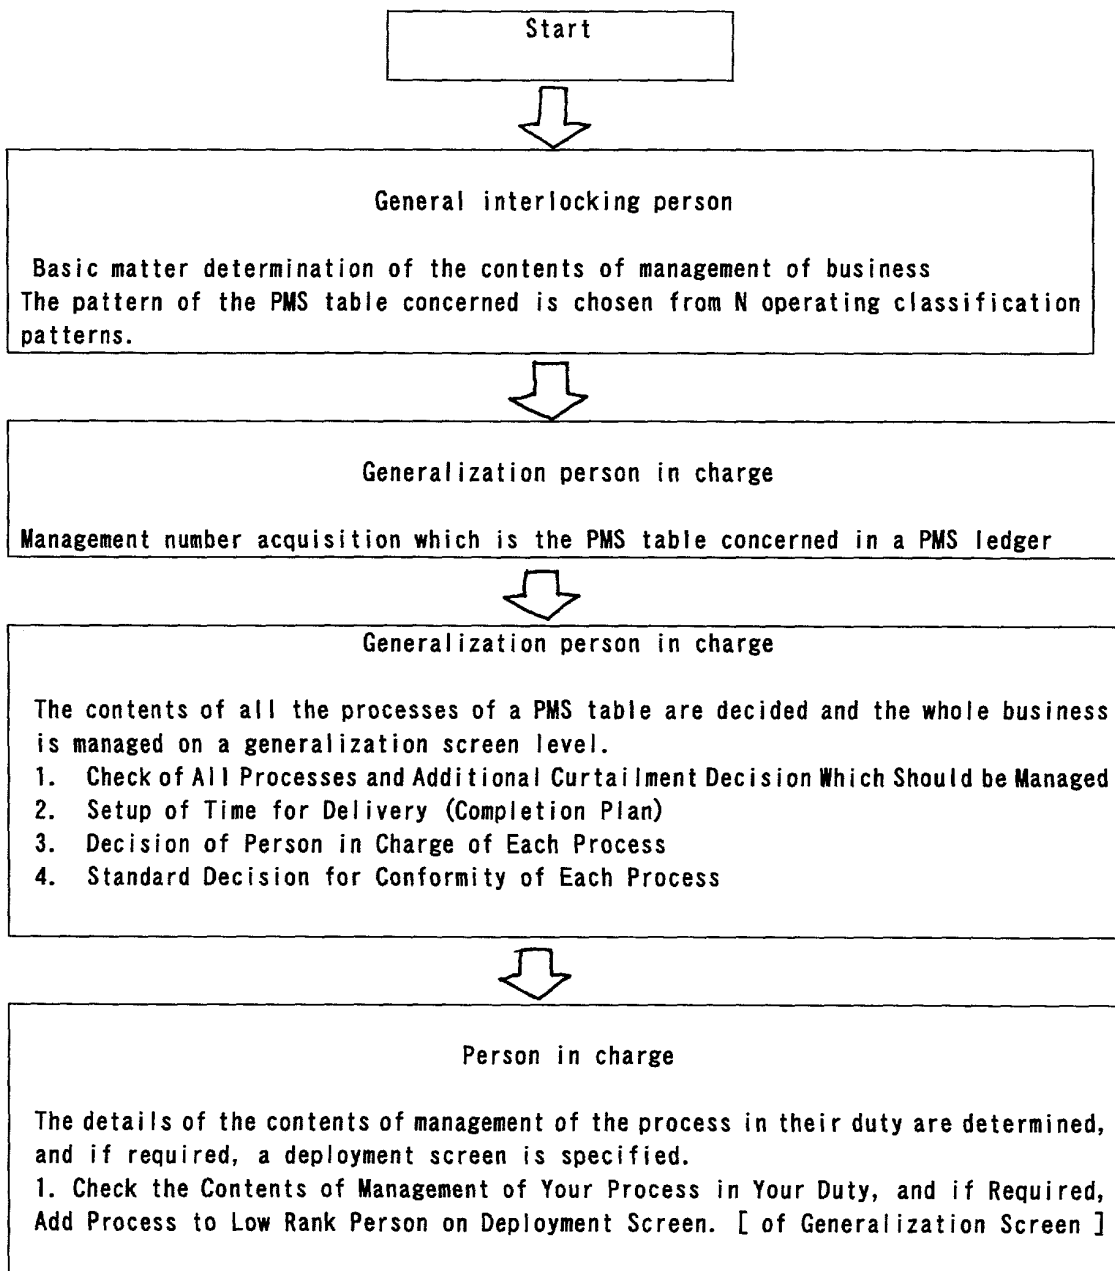 Start
General interlocking person
Basic matter determination of the contents of management of business
The pattern of the PMS table concerned is chosen from N operating classification
patterns.
Generalization person in charge
Management number acquisition which is the PMS table concerned in a PMS ledger
Generalization person in charge
The contents of all the processes of a PMS table are decided and the whole business
is managed on a generalization screen level.
1. Check of All Processes and Additional Curtailment Decision Which Should be Managed
2. Setup of Time for Delivery (Completion Plan)
3. Decision of Person in Charge of Each Process
4. Standard Decision for Conformity of Each Process
Person in charge
The details of the contents of management of the process in their duty are determined,
and if required, a deployment screen is specified.
1. Check the Contents of Management of Your Process in Your Duty, and if Required,
Add Process to Low Rank Person on Deployment Screen. [ of Generalization Screen ]